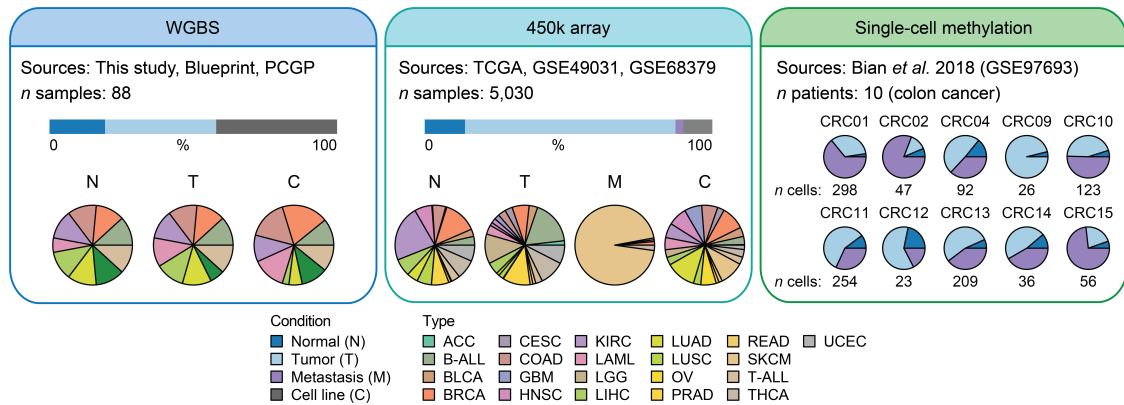 WGBS
Sources: This study, Blueprint, PCGP
n samples: 88
0 % 100
N T C
450k array
Sources: TCGA, GSE49031, GSE68379
n samples: 5,030
0 % 100
N T M C
Single-cell methylation
Sources: Bian et al. 2018 (GSE97693)
n patients: 10 (colon cancer)
CRC01 CRC02 CRC04 CRC09 CRC10
n cells: 298 47 92 26 123
CRC11 CRC12 CRC13 CRC14 CRC15
n cells: 254 23 209 36 56
Condition
Normal (N)
Tumor (T)
Metastasis (M)
Cell line (C)
Type
ACC CESC KIRC LUAD READ UCEC
B-ALL COAD LAML LUSC SKCM
BLCA GBM LGG OV T-ALL
BRCA HNSC LIHC PRAD THCA